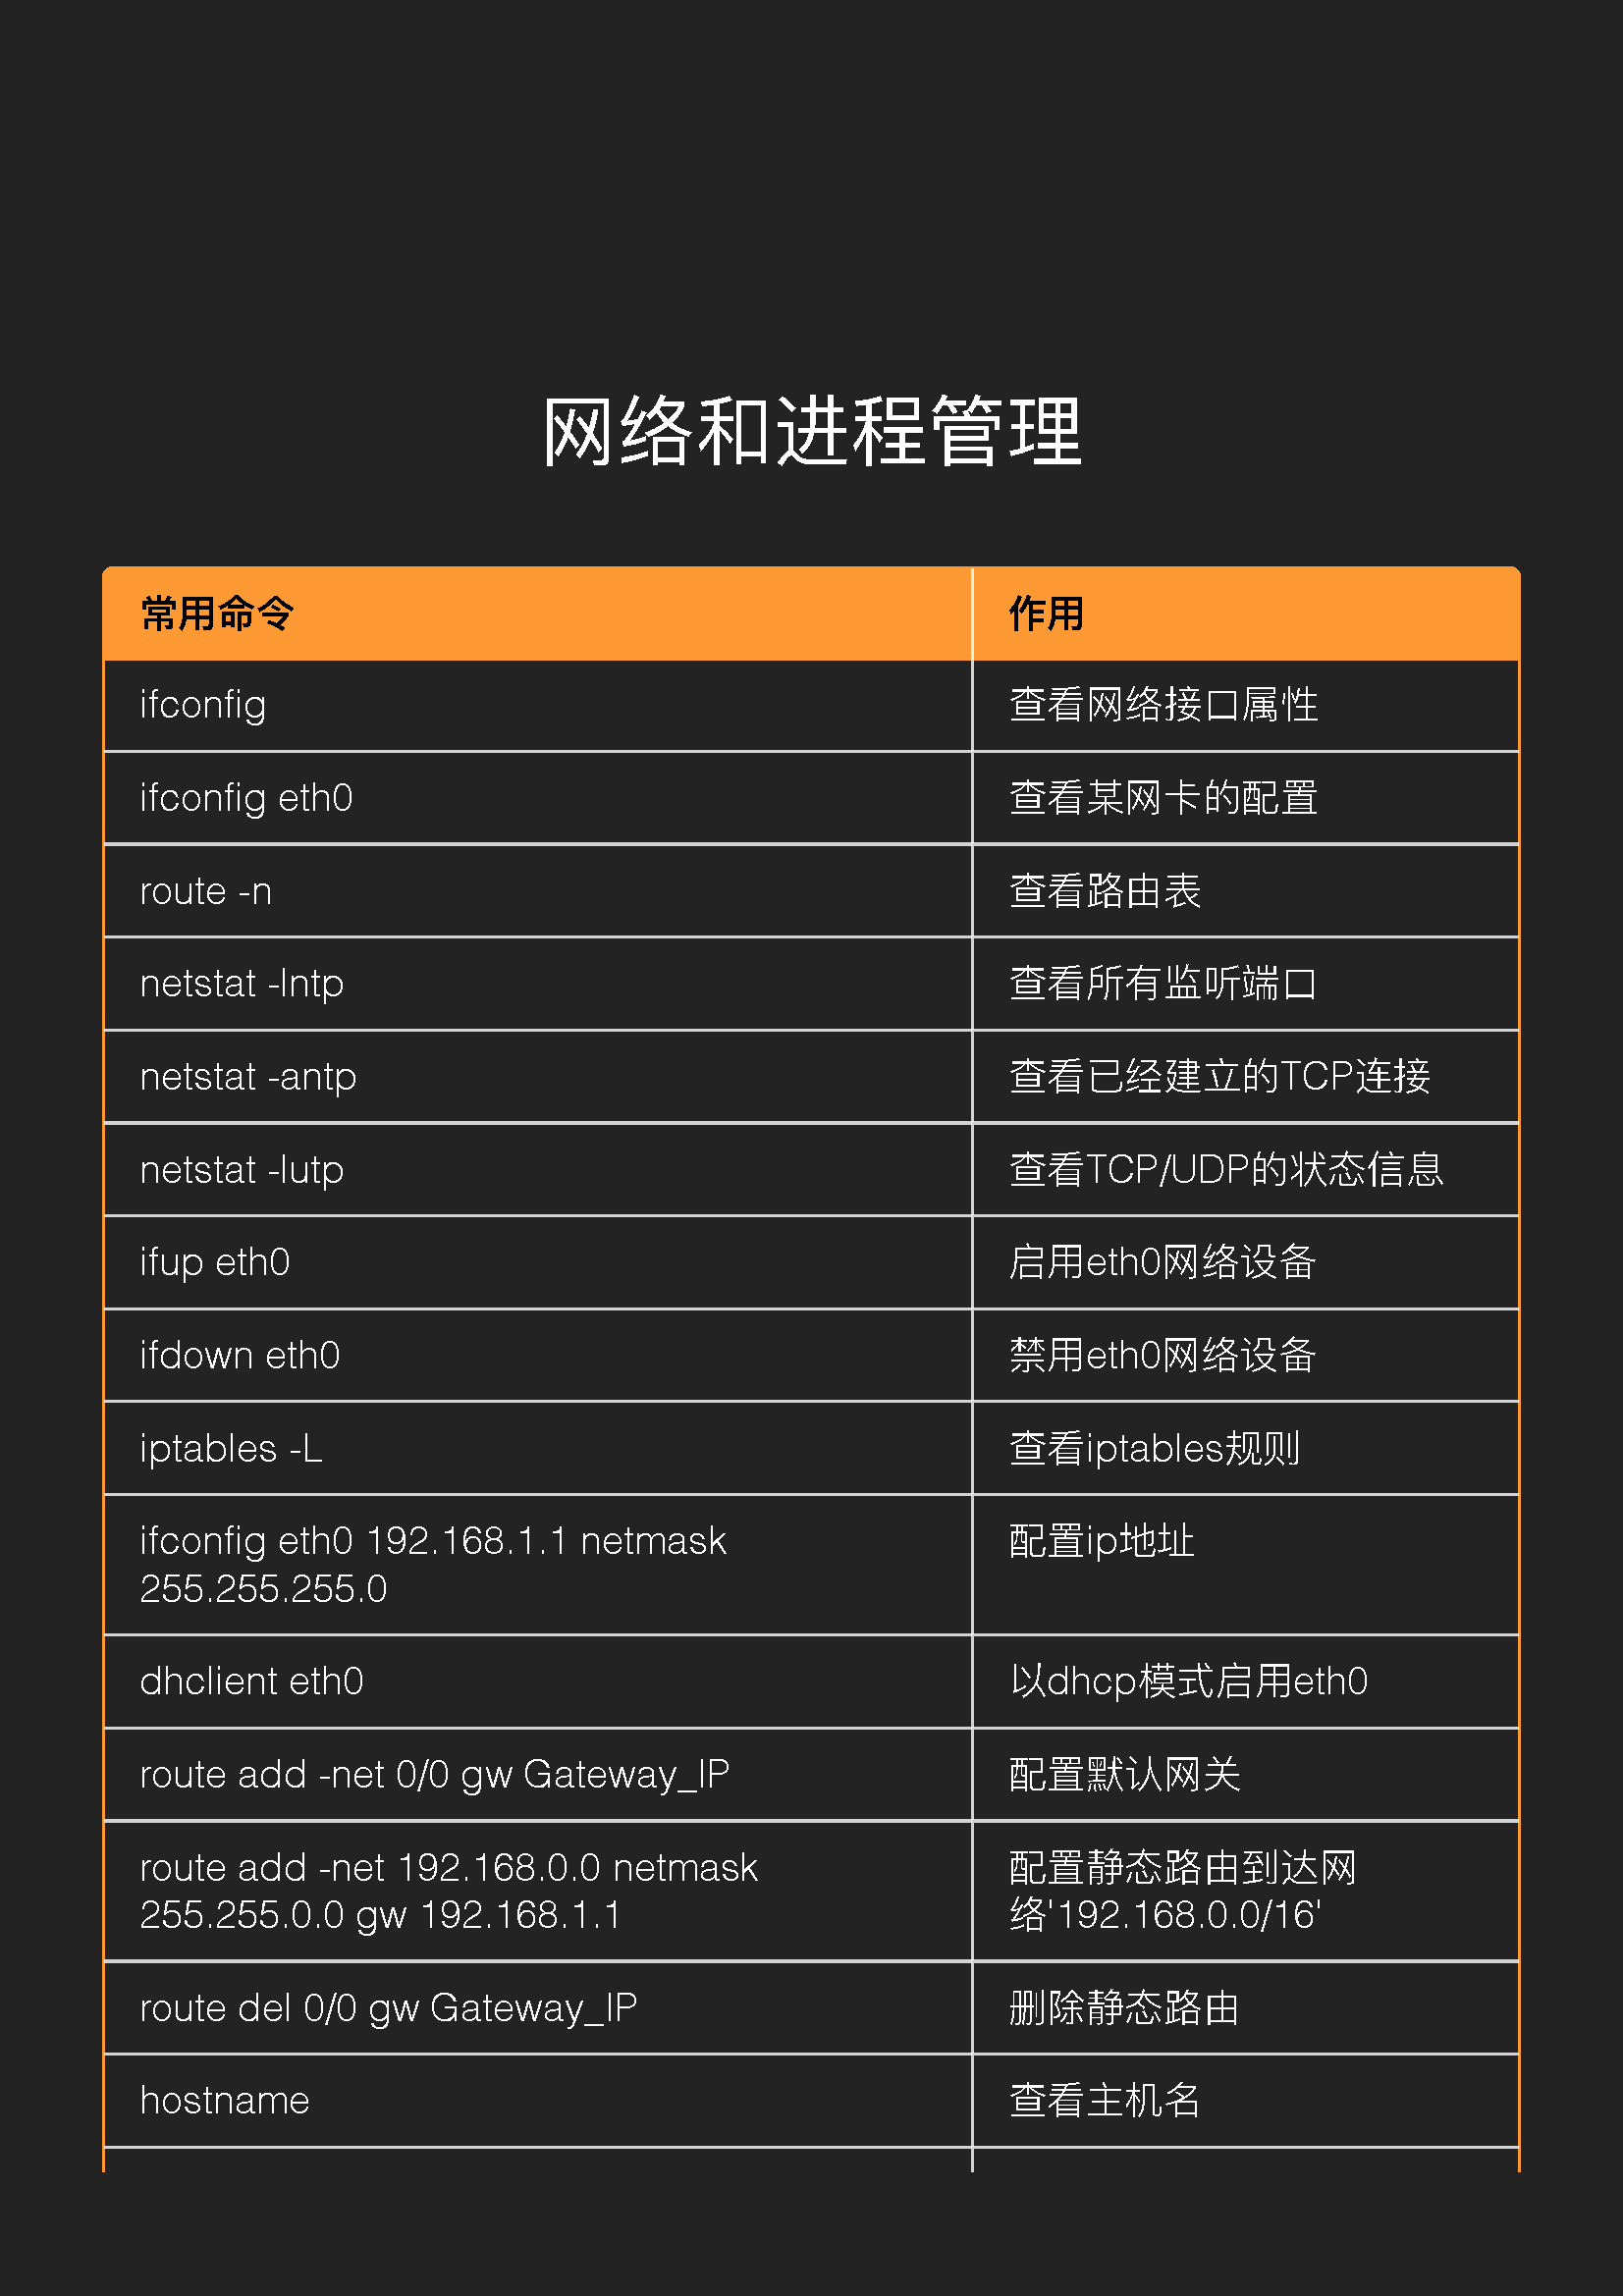 网络和进程管理
常用命令 作用
ifconfig 查看网络接口属性
ifconfig eth0 查看某网卡的配置
route -n 查看路由表
netstat -lntp 查看所有监听端口
netstat -antp 查看已经建立的TCP连接
netstat -lutp 查看TCP/UDP的状态信息
ifup eth0 启用eth0网络设备
ifdown eth0 禁用eth0网络设备
iptables -L 查看iptables规则
ifconfig eth0 192.168.1.1 netmask 配置ip地址
255.255.255.0
dhclient eth0 以dhcp模式启用eth0
route add -net 0/0 gw Gateway_IP 配置默认网关
route add -net 192.168.0.0 netmask 配置静态路由到达网
255.255.0.0 gw 192.168.1.1 络'192.168.0.0/16'
route del 0/0 gw Gateway_IP 删除静态路由
hostname 查看主机名